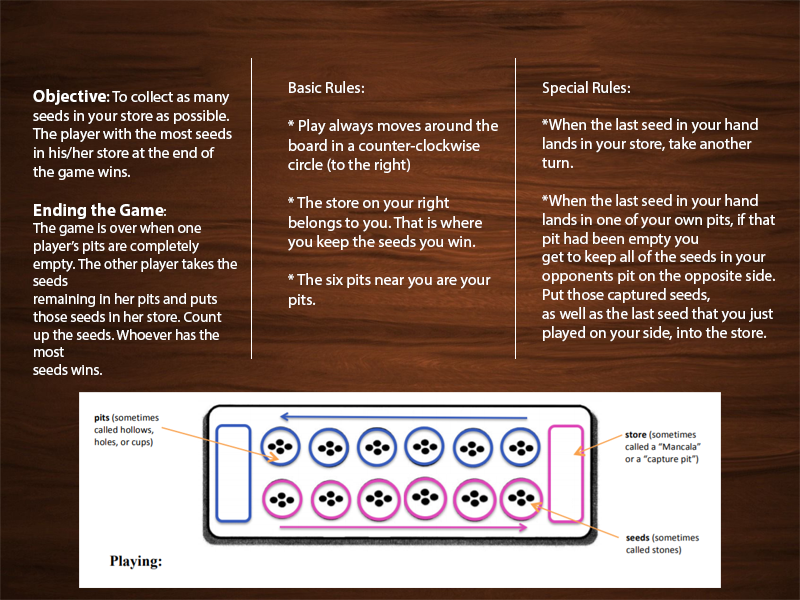 Objective: To collect as many
seeds in your store as possible.
The player with the most seeds
in his/her store at the end of
the game wins.
Ending the Game:
The game is over when one
player's pits are completely
empty. The other player takes the
seeds
remaining in her pits and puts
those seeds in her store. Count
up the seeds. Whoever has the
most
seeds wins.
Basic Rules:
* Play always moves around the
board in a counter-clockwise
circle (to the right)
* The store on your right
belongs to you. That is where
you keep the seeds you win.
* The six pits near you are your
pits.
Special Rules:
*When the last seed in your hand
lands in your store, take another
turn.
*When the last seed in your hand
lands in one of your own pits, if that
pit had been empty you
get to keep all of the seeds in your
opponents pit on the opposite side.
Put those captured seeds,
as well as the last seed that you just
played on your side, into the store.
pits (sometimes
called hollows,
holes, or cups)
store (sometimes
called a "Mancala"
or a "capture pit")
seeds (sometimes
called stones)
Playing: